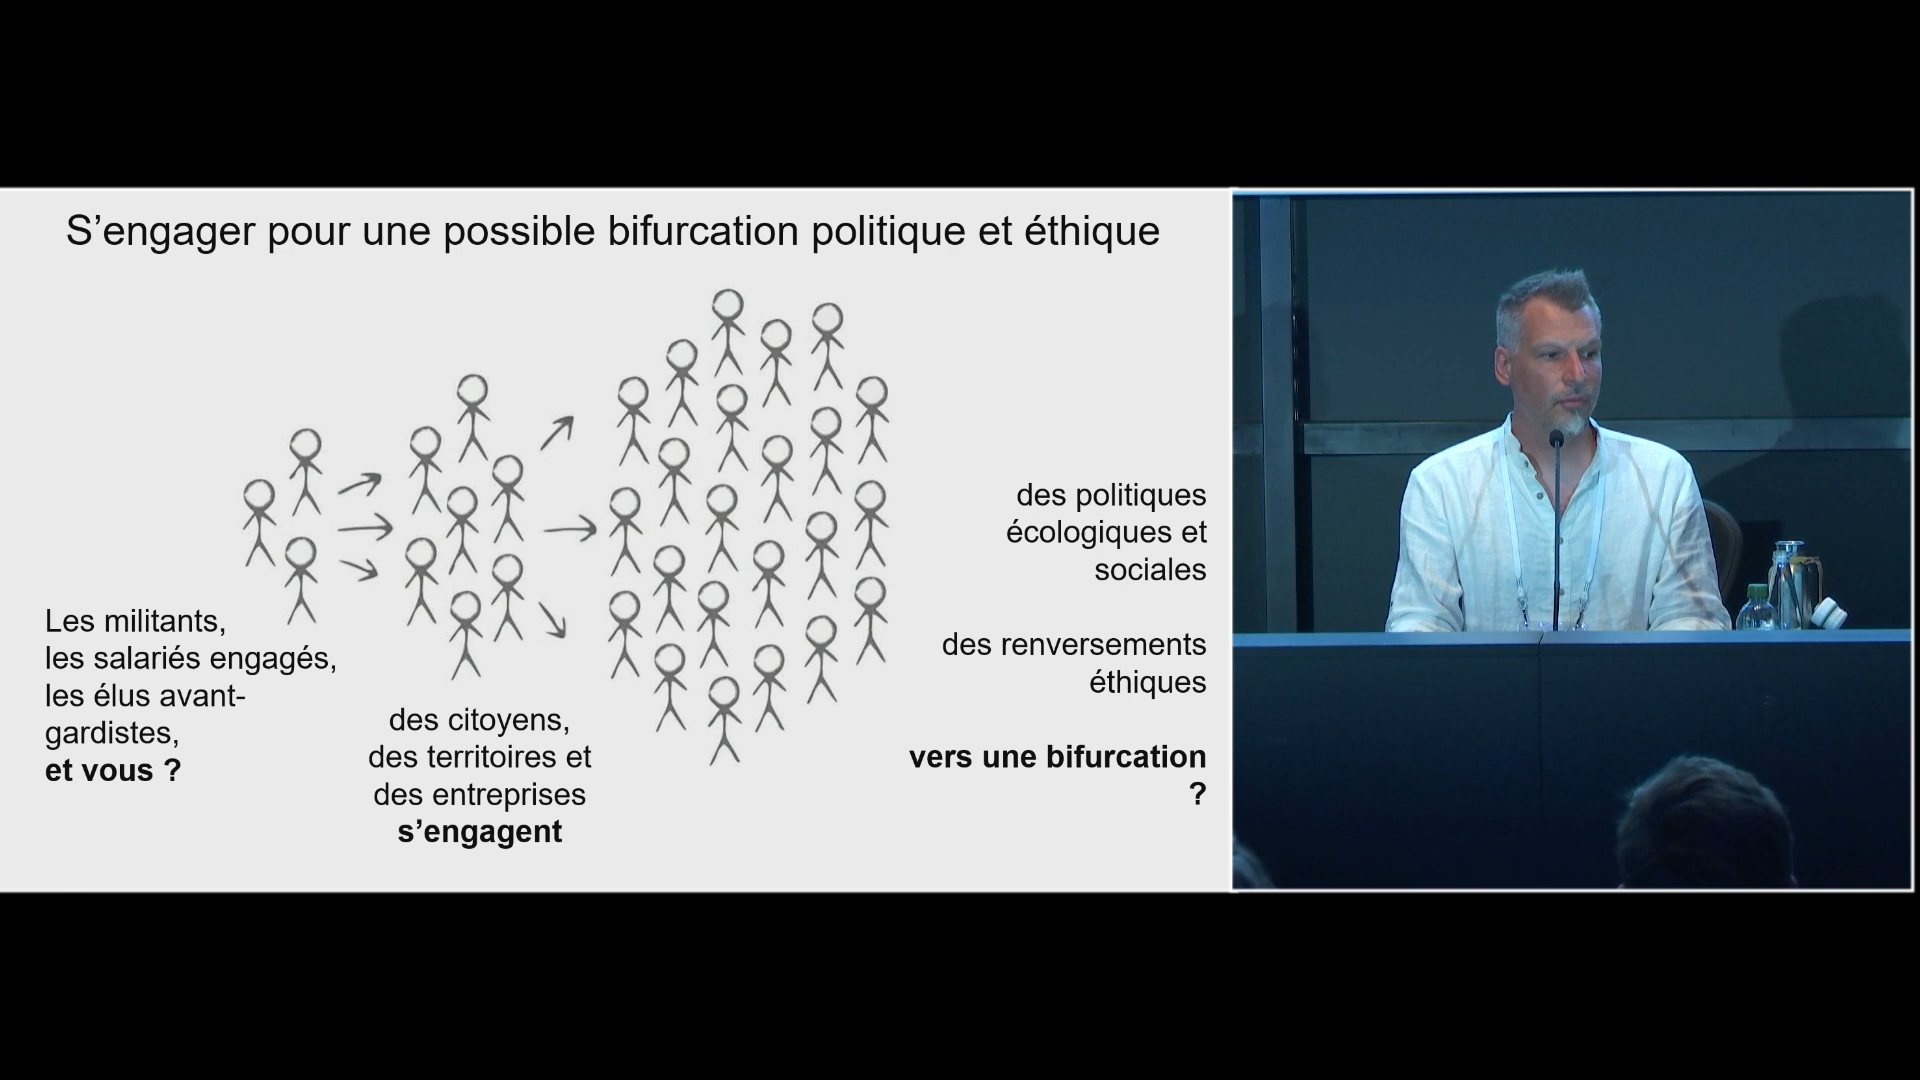 S’engager pour une possible bifurcation politique et éthique
Les militants,
les salariés engagés,
les élus avant-
gardistes,
et vous ?
des citoyens,
des territoires et
des entreprises
s’engagent
des politiques
écologiques et
sociales
des renversements
éthiques
vers une bifurcation
?